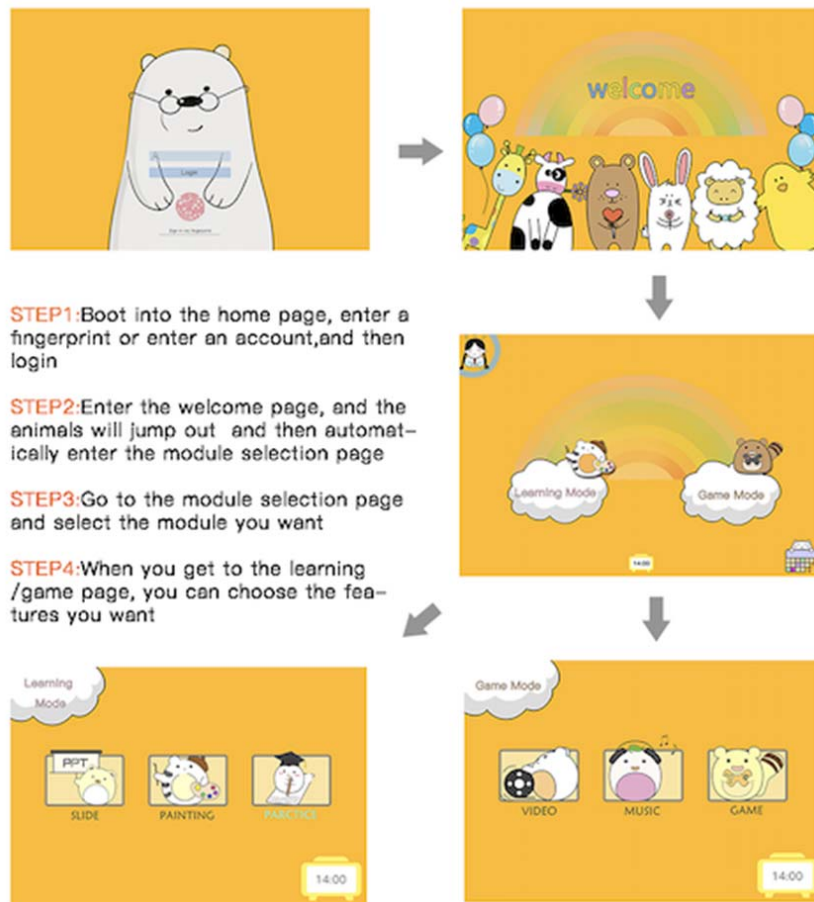 Login
Sign in by fingerprint
welcome
STEP1:Boot into the home page, enter a
fingerprint or enter an account,and then
login
STEP2:Enter the welcome page, and the
animals will jump out and then automat-
ically enter the module selection page
STEP3:Go to the module selection page
and select the module you want
STEP4:When you get to the learning
/game page, you can choose the fea-
tures you want
Learning Mode
Game Mode
14:00
Learning
Mode
PPT
SLIDE
PAINTING
PARCTICE
14:00
Game Mode
VIDEO
MUSIC
GAME
14:00